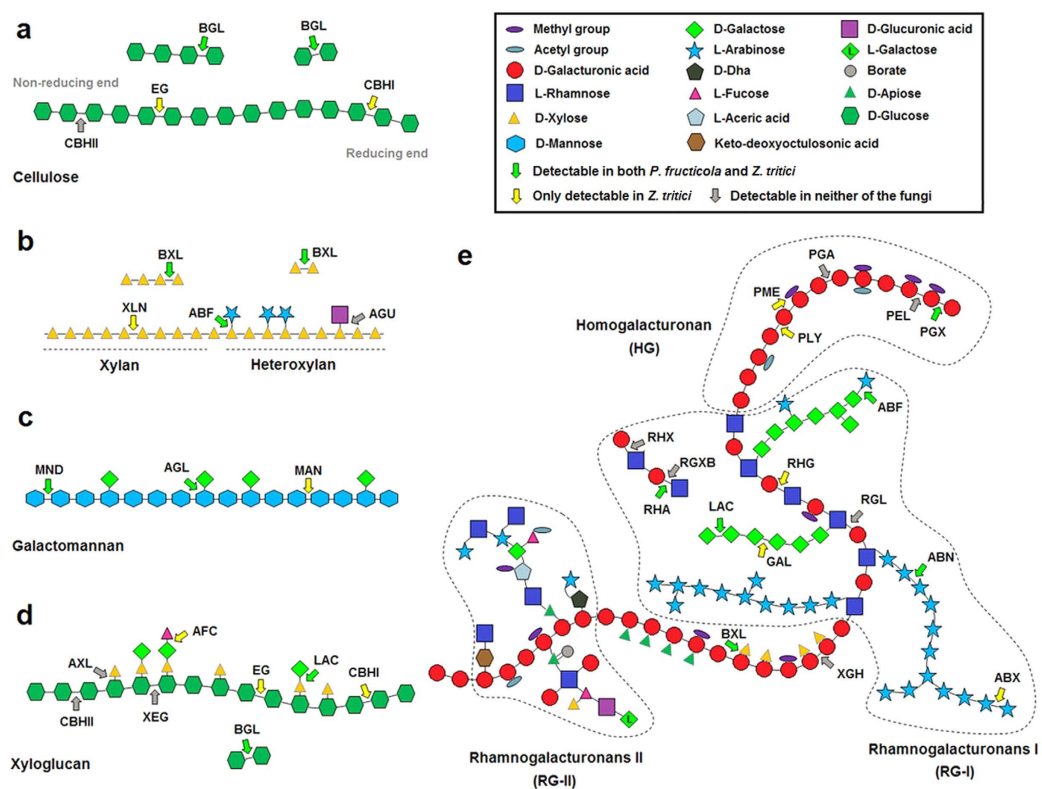 a
BGL
BGL
Non-reducing end
EG
CBHI
CBHII
Reducing end
Cellulose
Methyl group
D-Galactose
D-Glucuronic acid
Acetyl group
L-Arabinose
L-Galactose
D-Galacturonic acid
D-Dha
Borate
L-Rhamnose
L-Fucose
D-Apiose
D-Xylose
L-Aceric acid
D-Glucose
D-Mannose
Keto-deoxyoctulosonic acid
L
Detectable in both P. fructicola and Z. tritici
Only detectable in Z. tritici
Detectable in neither of the fungi
b
BXL
BXL
XLN
ABF
AGU
Xylan
Heteroxylan
c
MND
AGL
MAN
Galactomannan
d
AFC
AXL
EG
LAC
CBHI
CBHII
XEG
BGL
Xyloglucan
e
PGA
PME
PLY
PEL
PGX
Homogalacturonan
(HG)
ABF
RHX
RGXB
RHA
RHG
RGL
LAC
GAL
ABN
BXL
XGH
ABX
L
Rhamnogalacturonans II
(RG-II)
Rhamnogalacturonans I
(RG-I)